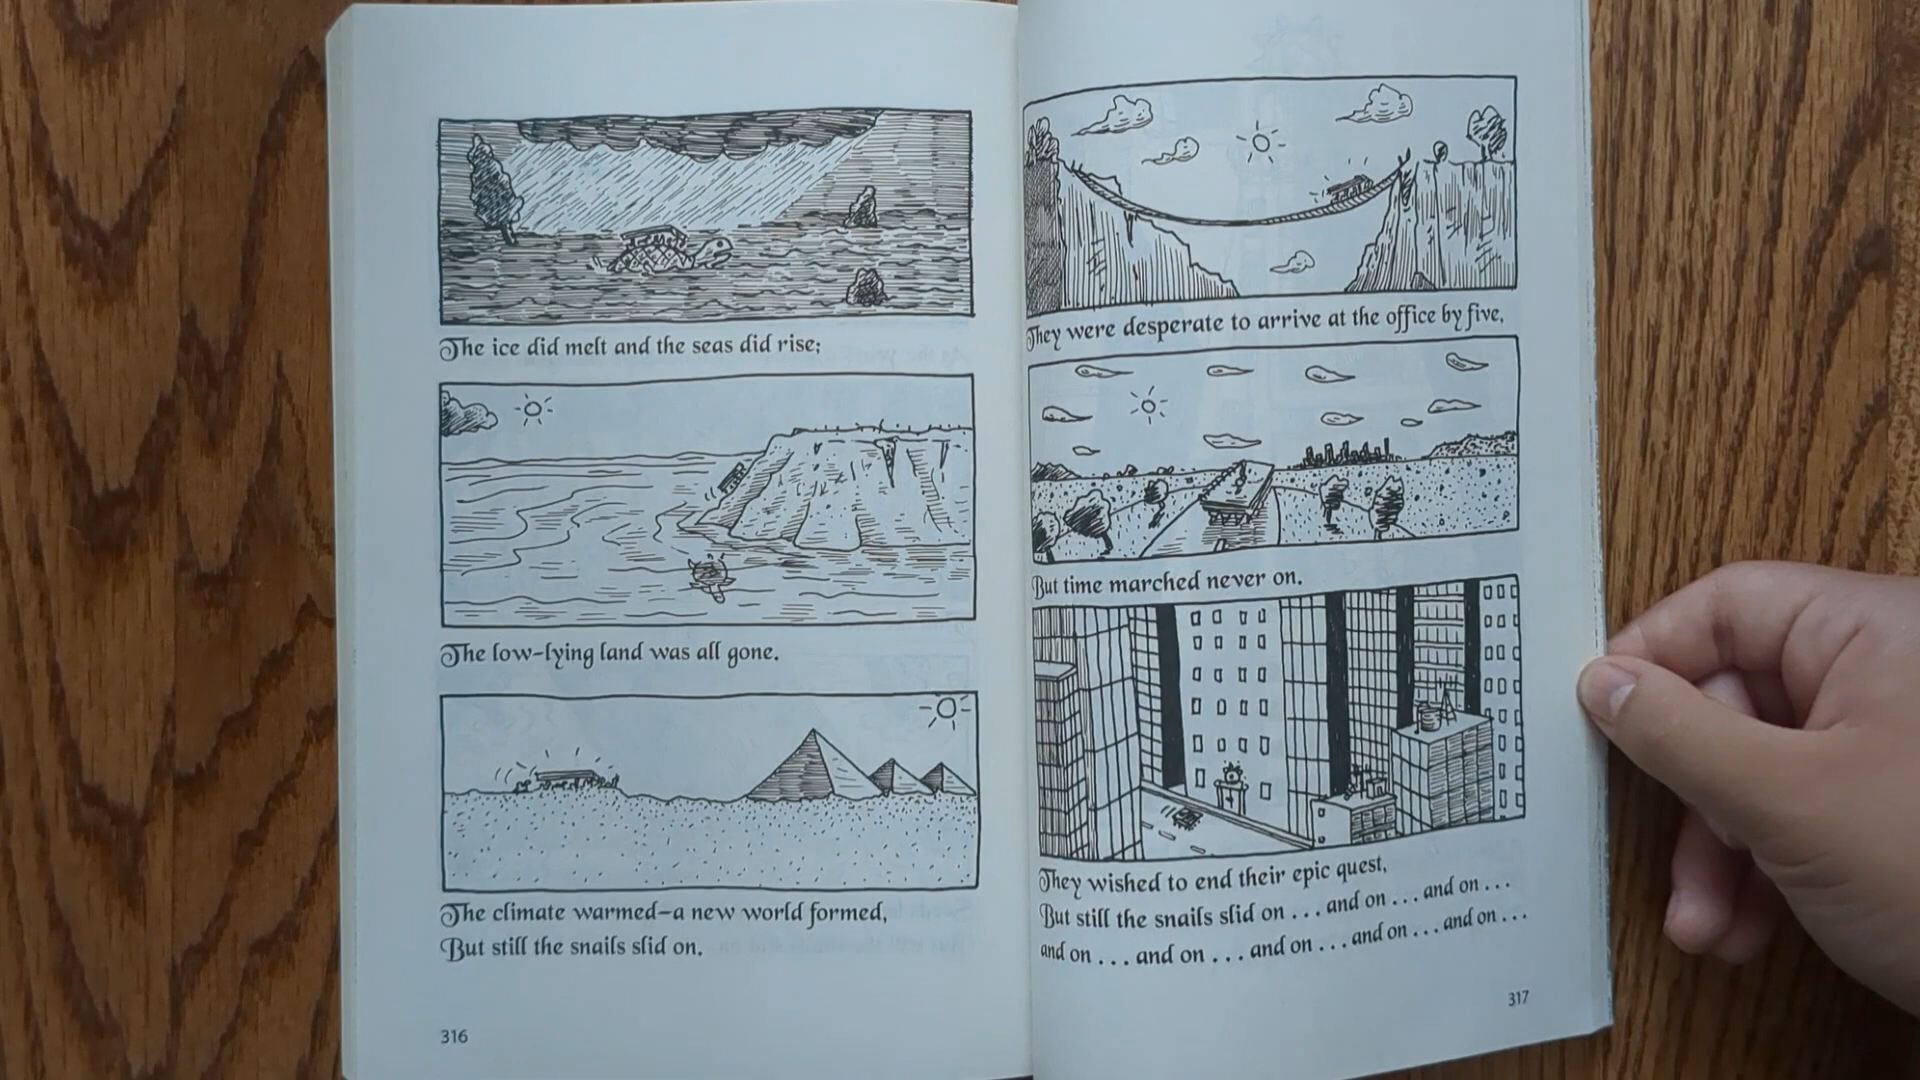 The ice did melt and the seas did rise;
The low-lying land was all gone.
The climate warmed—a new world formed,
But still the snails slid on.
316
They were desperate to arrive at the office by five,
But time marched never on.
They wished to end their epic quest,
But still the snails slid on . . . and on . . . and on . . .
and on . . . and on . . . and on . . . and on . . . and on . . .
317